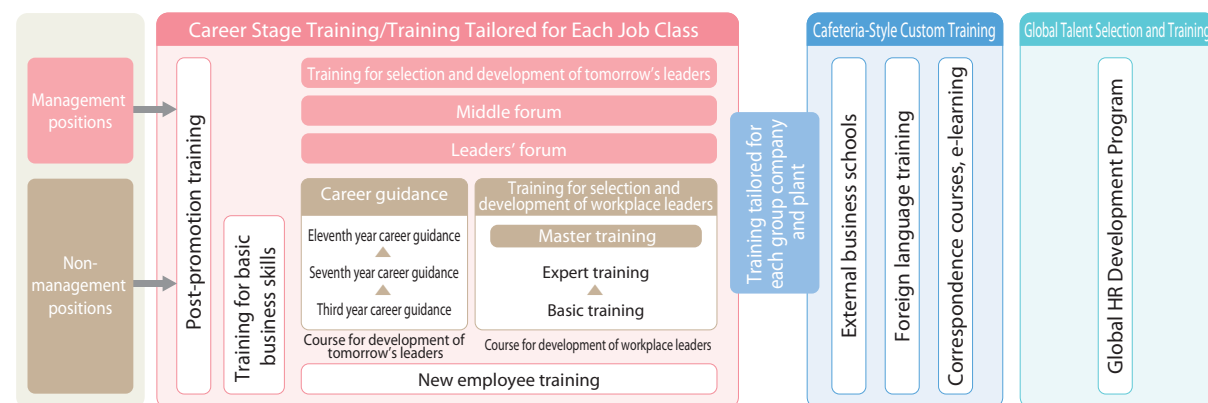 Management
positions
Non-
management
positions
Career Stage Training/Training Tailored for Each Job Class
Post-promotion training
Training for basic
business skills
Training for selection and development of tomorrow's leaders
Middle forum
Leaders' forum
Career guidance
Eleventh year career guidance
Seventh year career guidance
Third year career guidance
Course for development of
tomorrow's leaders
Training for selection and
development of workplace leaders
Master training
Expert training
Basic training
Course for development of workplace leaders
New employee training
Training tailored for
each group company
and plant
Cafeteria-Style Custom Training
External business schools
Foreign language training
Correspondence courses, e-learning
Global Talent Selection and Training
Global HR Development Program